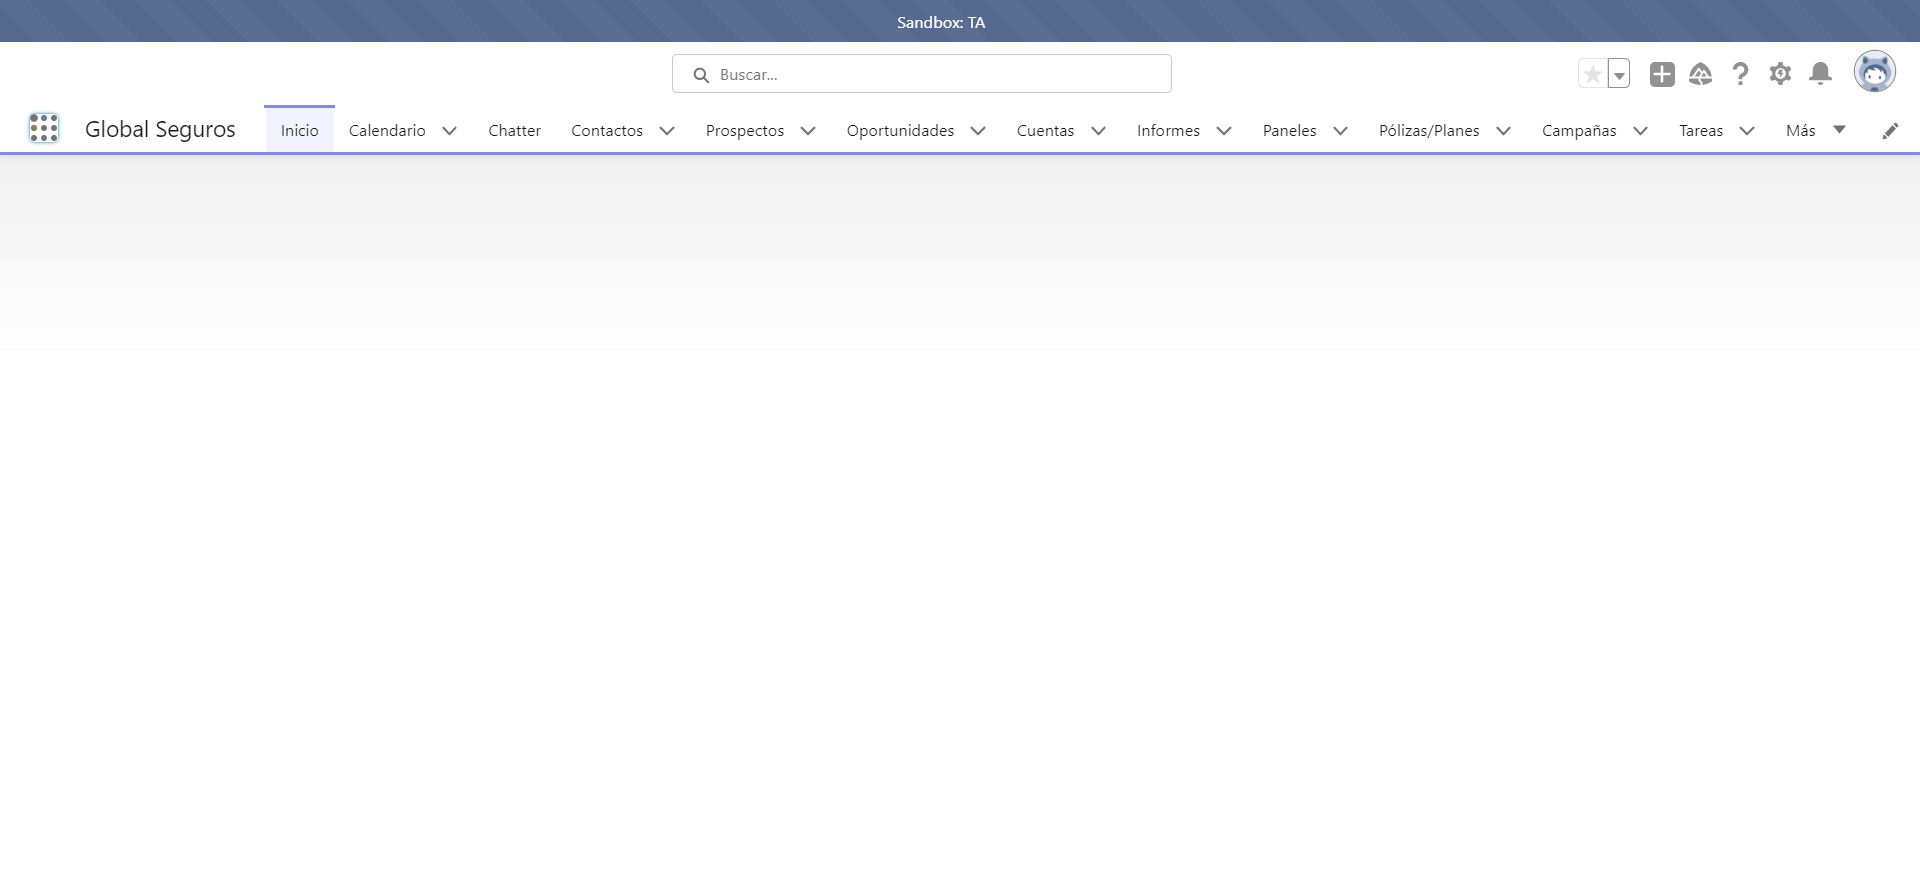 Sandbox: TA
Buscar...
Global Seguros Inicio Calendario Chatter Contactos Prospectos Oportunidades Cuentas Informes Paneles Pólizas/Planes Campañas Tareas Más